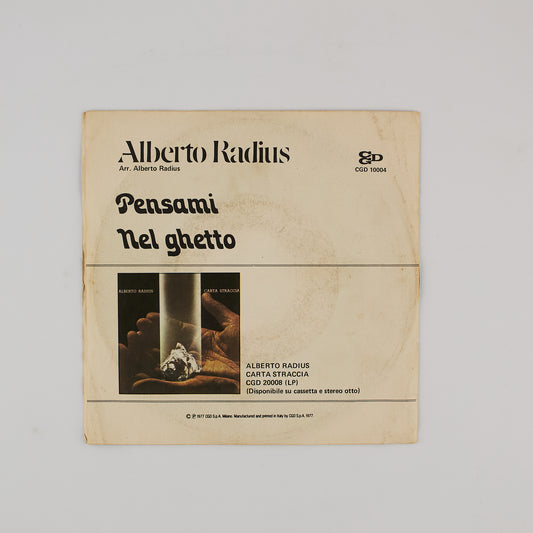 Alberto Radius
Arr. Alberto Radius
CGD
CGD 10004
Pensami
Nel ghetto
ALBERTO RADIUS
CARTA STRACCIA
ALBERTO RADIUS
CARTA STRACCIA
CGD 20008 (LP)
(Disponibile su cassetta e stereo otto)
© ℗ 1977 CGD S.p.A. Milano. Manufactured and printed in Italy by CGD S.p.A. 1977.